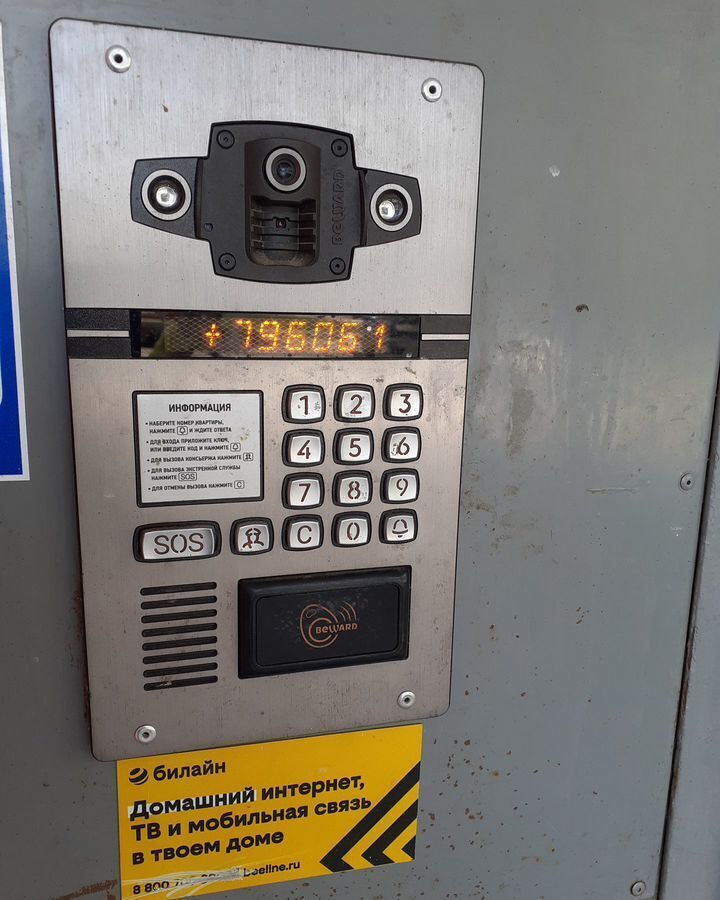 BEWARD
+796061
ИНФОРМАЦИЯ
• НАБЕРИТЕ НОМЕР КВАРТИРЫ,
НАЖМИТЕ И ЖДИТЕ ОТВЕТА
• ДЛЯ ВХОДА ПРИЛОЖИТЕ КЛЮЧ,
ИЛИ ВВЕДИТЕ КОД И НАЖМИТЕ
• ДЛЯ ВЫЗОВА КОНСЬЕРЖА НАЖМИТЕ
• ДЛЯ ВЫЗОВА ЭКСТРЕННОЙ СЛУЖБЫ
НАЖМИТЕ SOS
• ДЛЯ ОТМЕНЫ ВЫЗОВА НАЖМИТЕ C
1 2 3
4 5 6
7 8 9
SOS C 0
BEWARD
билайн
Домашний интернет,
ТВ и мобильная связь
в твоем доме
8 800 beeline.ru